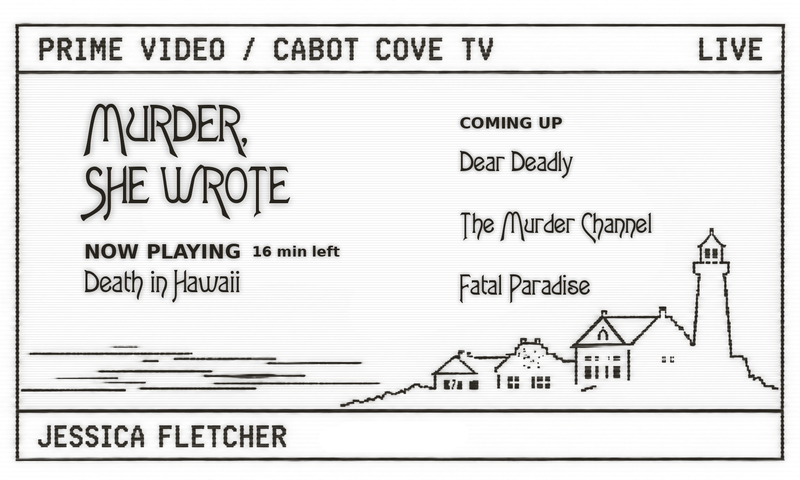 PRIME VIDEO / CABOT COVE TV LIVE
MURDER,
SHE WROTE
NOW PLAYING 16 min left
Death in Hawaii
COMING UP
Dear Deadly
The Murder Channel
Fatal Paradise
JESSICA FLETCHER